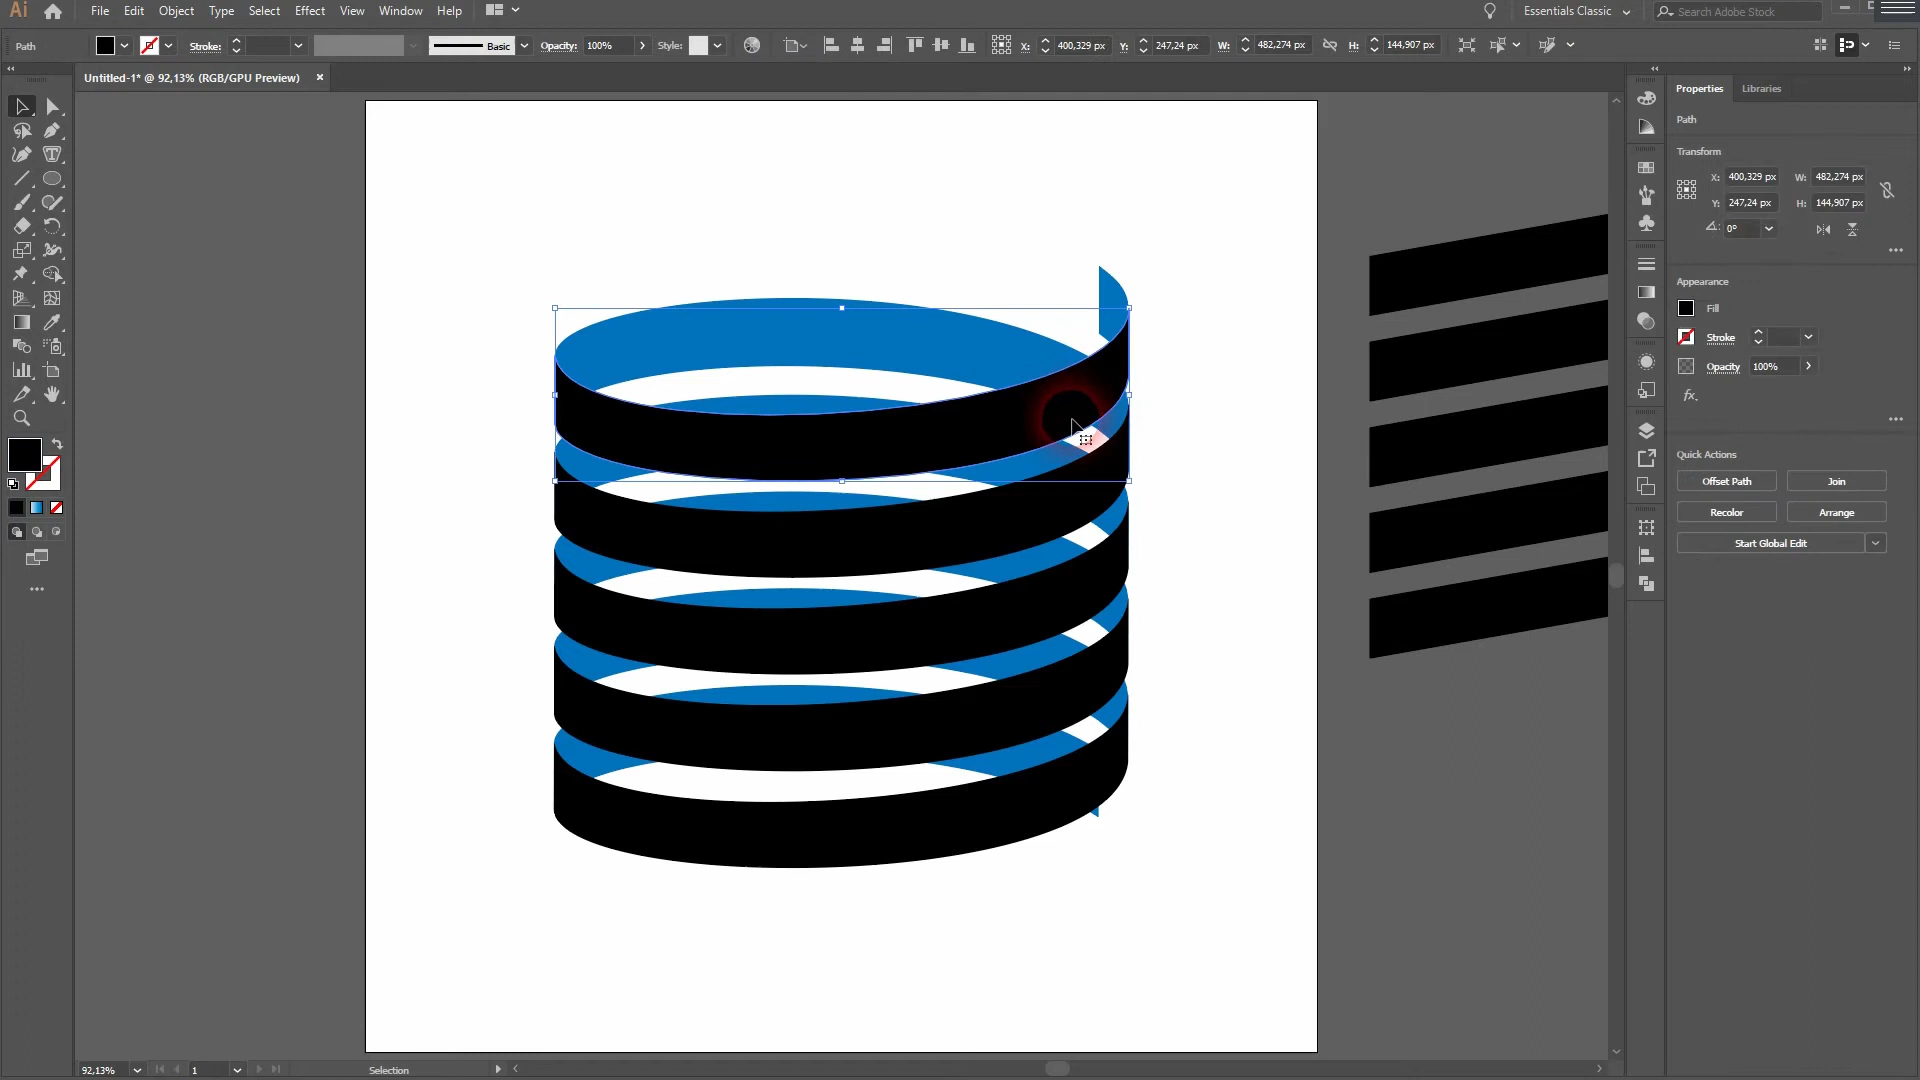 Ai File Edit Object Type Select Effect View Window Help Essentials Classic Search Adobe Stock
Path Stroke: Basic Opacity: 100% Style: X: 400,329 px Y: 247,24 px W: 482,274 px H: 144,907 px
Untitled-1* @ 92,13% (RGB/GPU Preview) ×
Properties Libraries
Path
Transform
X: 400,329 px W: 482,274 px
Y: 247,24 px H: 144,907 px
0°
Appearance
Fill
Stroke
Opacity 100%
fx.
Quick Actions
Offset Path Join
Recolor Arrange
Start Global Edit
92,13% 1 Selection